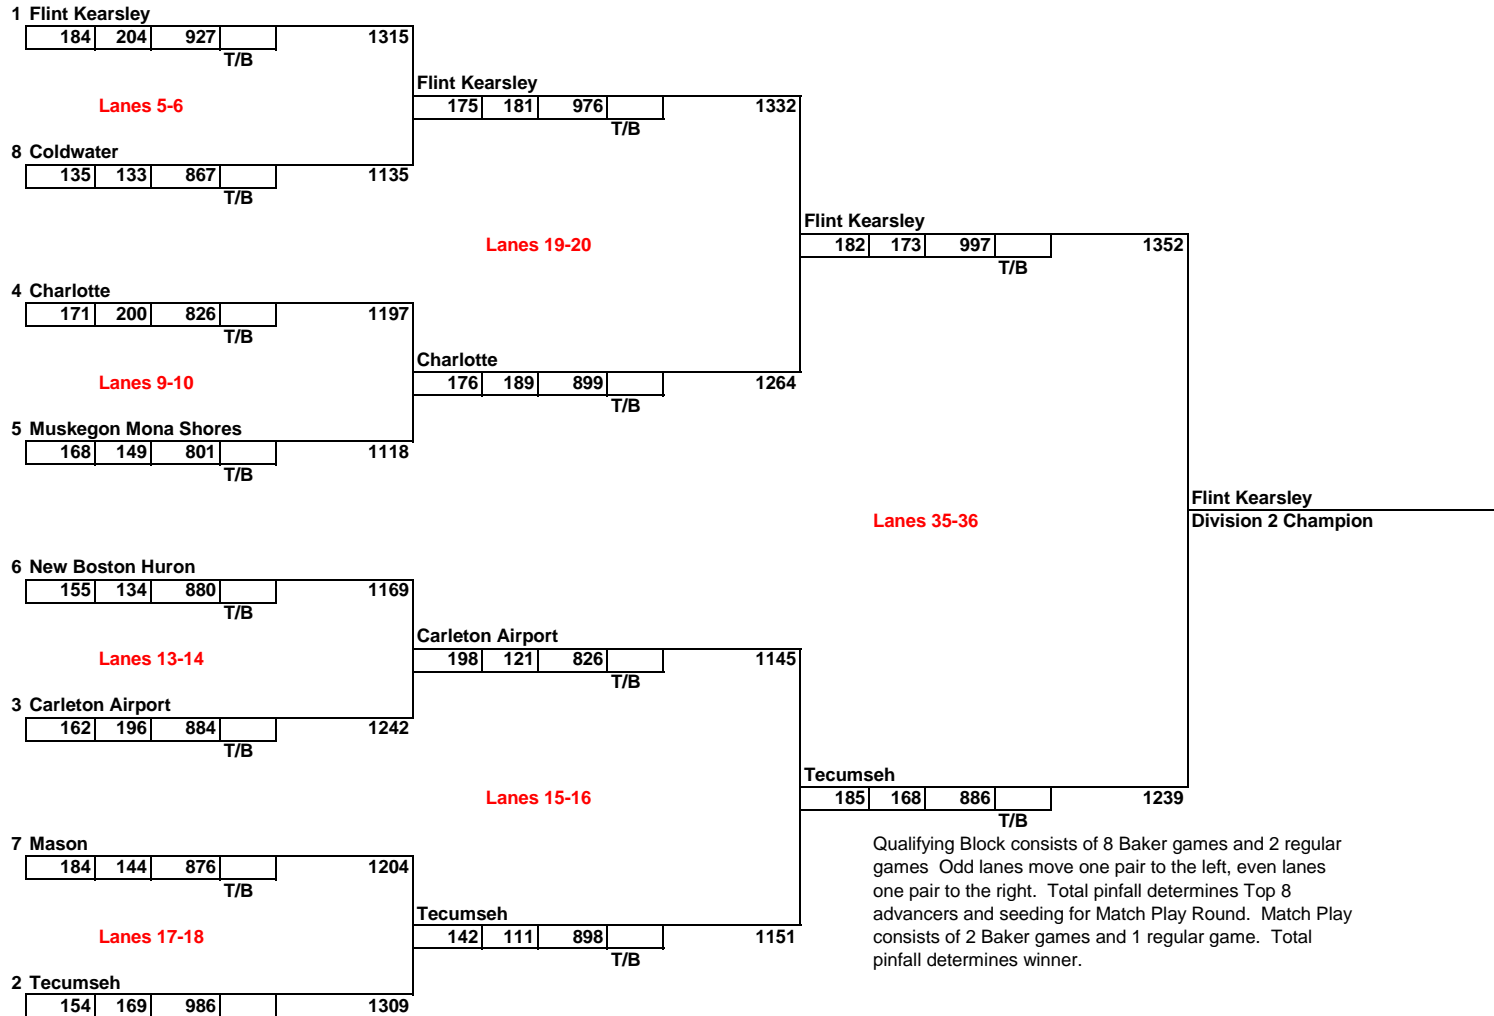 1 Flint Kearsley
184 204 927 1315
T/B
Flint Kearsley
Lanes 5-6
175 181 976 1332
T/B
8 Coldwater
135 133 867 1135
T/B
Flint Kearsley
Lanes 19-20
182 173 997 1352
T/B
4 Charlotte
171 200 826 1197
T/B
Charlotte
Lanes 9-10
176 189 899 1264
T/B
5 Muskegon Mona Shores
168 149 801 1118
T/B
Flint Kearsley
Lanes 35-36
Division 2 Champion
6 New Boston Huron
155 134 880 1169
T/B
Carleton Airport
Lanes 13-14
198 121 826 1145
T/B
3 Carleton Airport
162 196 884 1242
T/B
Tecumseh
Lanes 15-16
185 168 886 1239
T/B
7 Mason
184 144 876 1204
T/B
Tecumseh
Lanes 17-18
142 111 898 1151
T/B
2 Tecumseh
154 169 986 1309
Qualifying Block consists of 8 Baker games and 2 regular
games  Odd lanes move one pair to the left, even lanes
one pair to the right.  Total pinfall determines Top 8
advancers and seeding for Match Play Round.  Match Play
consists of 2 Baker games and 1 regular game.  Total
pinfall determines winner.